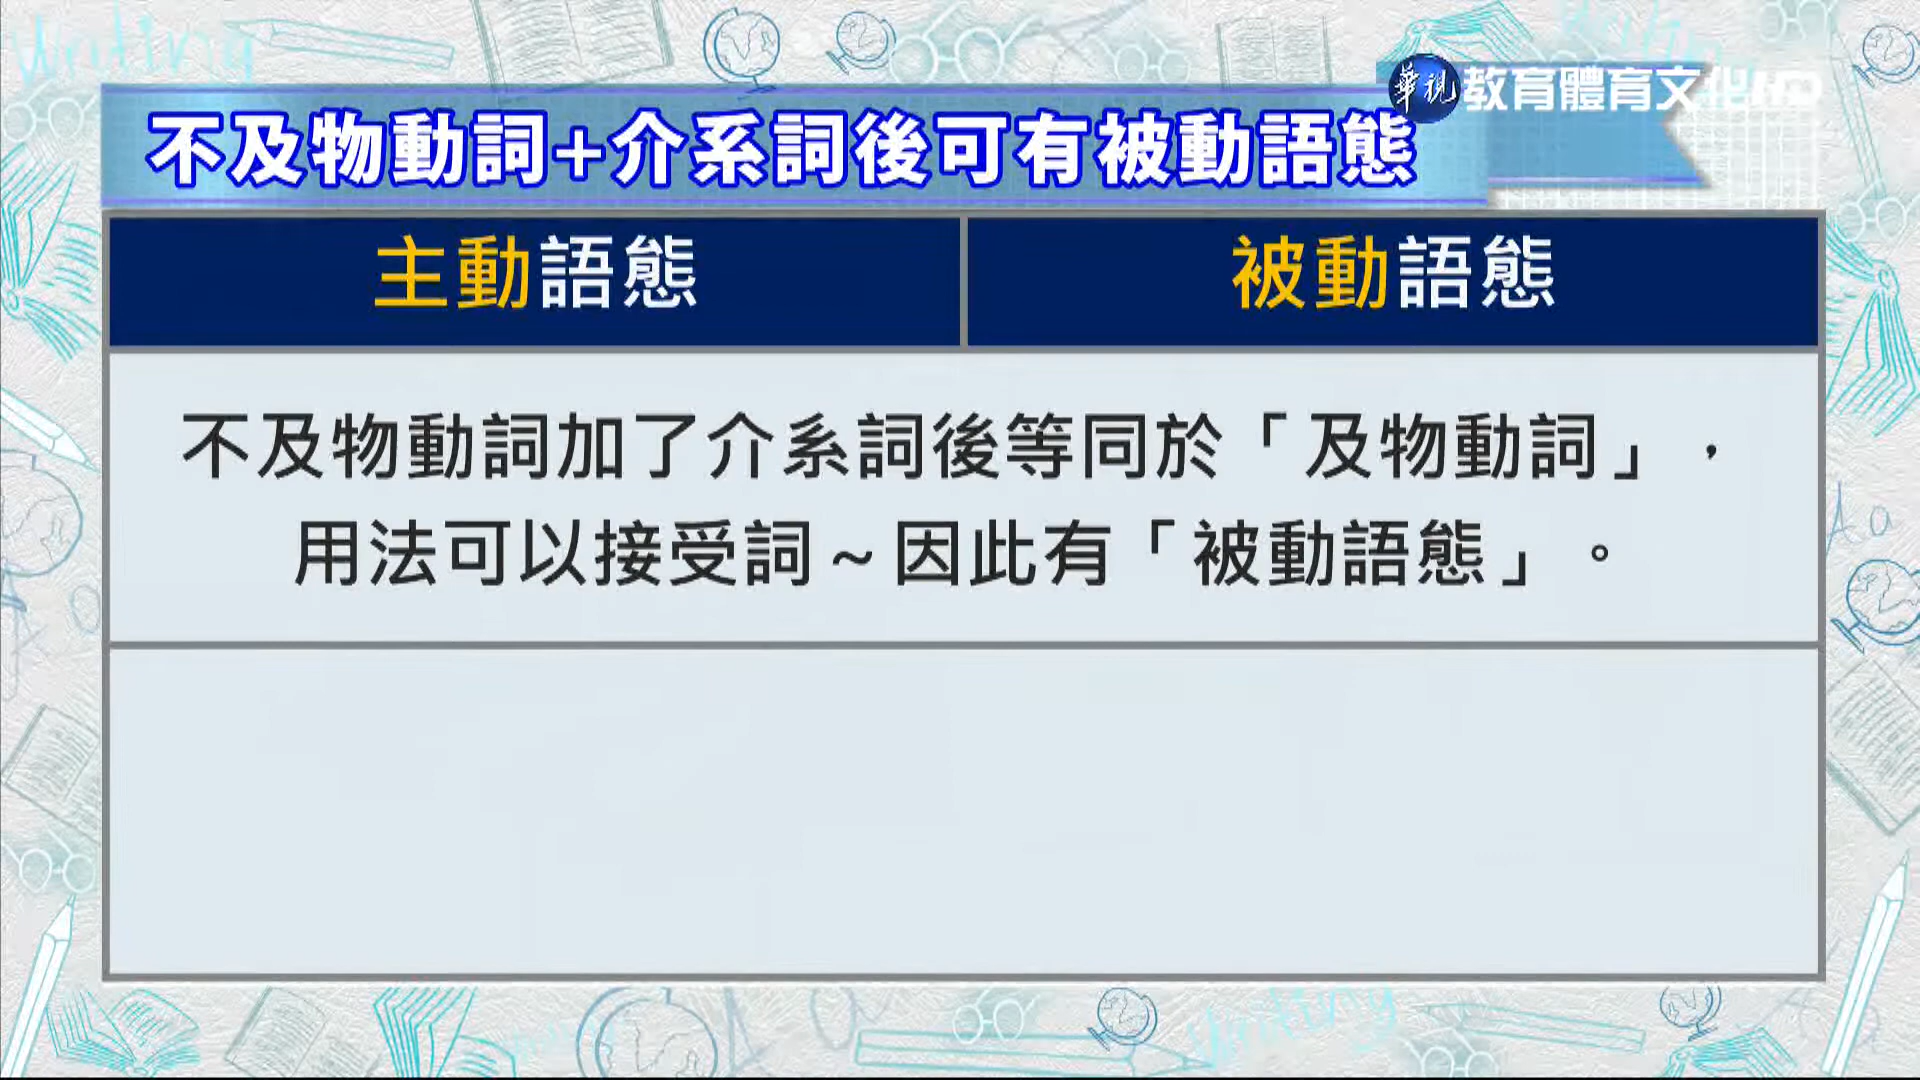 華視 教育體育文化HD
不及物動詞+介系詞後可有被動語態
主動語態
被動語態
不及物動詞加了介系詞後等同於「及物動詞」，
用法可以接受詞～因此有「被動語態」。
Writing
Writing